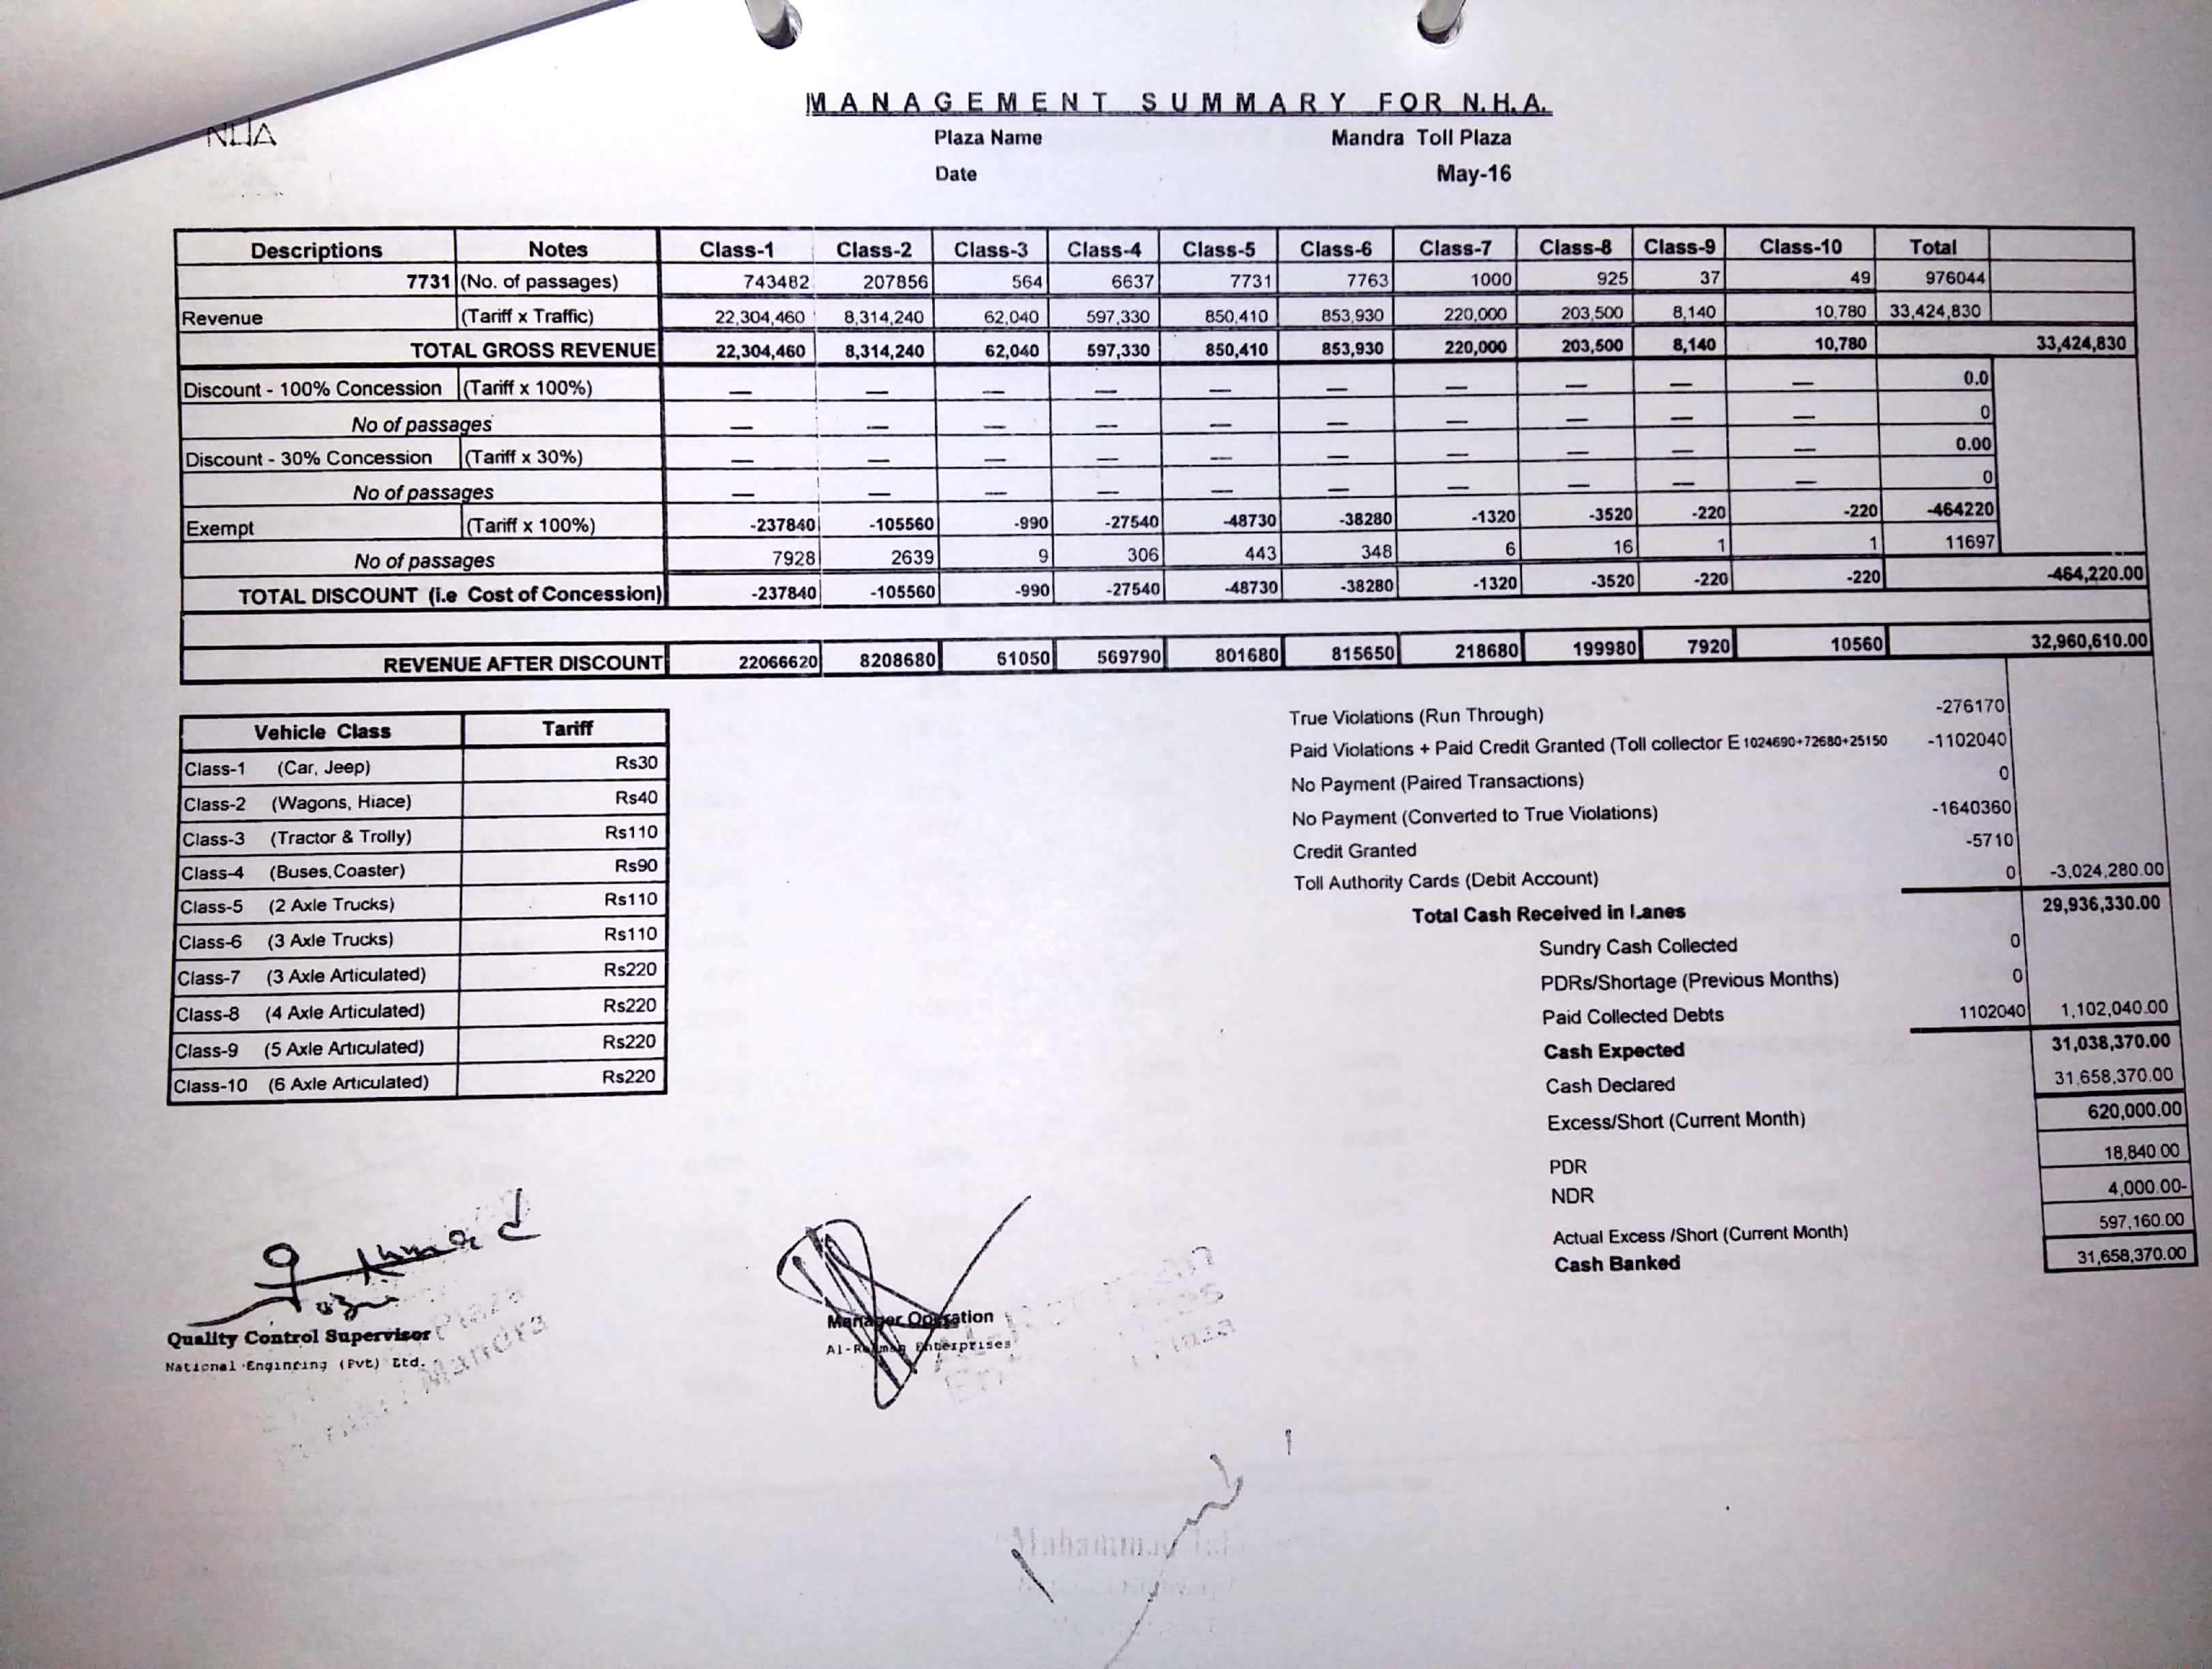 MANAGEMENT SUMMARY FOR N.H.A.
NHA
Plaza Name Mandra Toll Plaza
Date May-16
Descriptions Notes Class-1 Class-2 Class-3 Class-4 Class-5 Class-6 Class-7 Class-8 Class-9 Class-10 Total
7731 (No. of passages) 743482 207856 564 6637 7731 7763 1000 925 37 49 976044
Revenue (Tariff x Traffic) 22,304,460 8,314,240 62,040 597,330 850,410 853,930 220,000 203,500 8,140 10,780 33,424,830
TOTAL GROSS REVENUE 22,304,460 8,314,240 62,040 597,330 850,410 853,930 220,000 203,500 8,140 10,780 33,424,830
Discount - 100% Concession (Tariff x 100%) — — — — — — — — — — 0.0
No of passages — — — — — — — — — — 0
Discount - 30% Concession (Tariff x 30%) — — — — — — — — — — 0.00
No of passages — — — — — — — — — — 0
Exempt (Tariff x 100%) -237840 -105560 -990 -27540 -48730 -38280 -1320 -3520 -220 -220 -464220
No of passages 7928 2639 9 306 443 348 6 16 1 1 11697
TOTAL DISCOUNT (i.e Cost of Concession) -237840 -105560 -990 -27540 -48730 -38280 -1320 -3520 -220 -220 -464,220.00
REVENUE AFTER DISCOUNT 22066620 8208680 61050 569790 801680 815650 218680 199980 7920 10560 32,960,610.00
Vehicle Class Tariff
Class-1 (Car, Jeep) Rs30
Class-2 (Wagons, Hiace) Rs40
Class-3 (Tractor & Trolly) Rs110
Class-4 (Buses,Coaster) Rs90
Class-5 (2 Axle Trucks) Rs110
Class-6 (3 Axle Trucks) Rs110
Class-7 (3 Axle Articulated) Rs220
Class-8 (4 Axle Articulated) Rs220
Class-9 (5 Axle Articulated) Rs220
Class-10 (6 Axle Articulated) Rs220
True Violations (Run Through) -276170
Paid Violations + Paid Credit Granted (Toll collector E 1024690+72680+25150 -1102040
No Payment (Paired Transactions) 0
No Payment (Converted to True Violations) -1640360
Credit Granted -5710
Toll Authority Cards (Debit Account) 0 -3,024,280.00
Total Cash Received in Lanes 29,936,330.00
Sundry Cash Collected 0
PDRs/Shortage (Previous Months) 0
Paid Collected Debts 1102040 1,102,040.00
Cash Expected 31,038,370.00
Cash Declared 31,658,370.00
Excess/Short (Current Month) 620,000.00
PDR 18,840.00
NDR 4,000.00-
Actual Excess /Short (Current Month) 597,160.00
Cash Banked 31,658,370.00
Quality Control Supervisor
National Enginring (Pvt) Ltd.
Plaza
Mandra
Manager Operation
Al-Rehman Enterprises
Muhammad